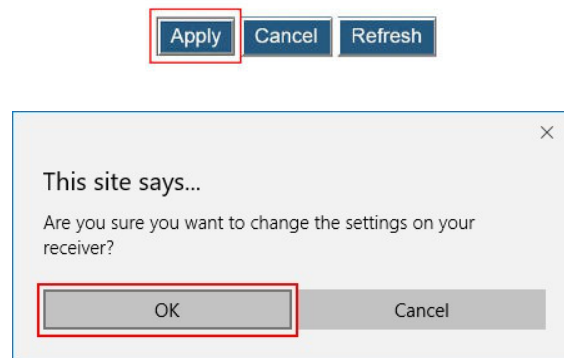 Apply Cancel Refresh
This site says...
Are you sure you want to change the settings on your
receiver?
OK Cancel